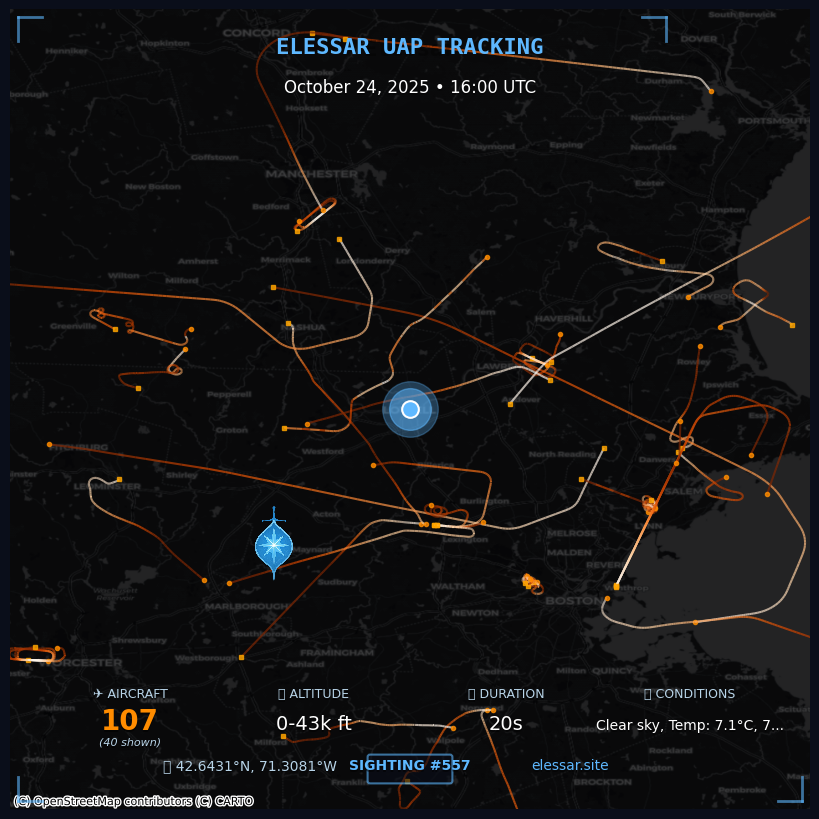 South Berwick
CONCORD
Hopkinton
Henniker
ELESSAR UAP TRACKING
DOVER
Pembroke
Durham
October 24, 2025 • 16:00 UTC
Hooksett
Newmarket
PORTSMOUTH
Raymond
Epping
Newfields
Goffstown
MANCHESTER
New Boston
Exeter
Bedford
Hampton
Derry
Amherst
Merrimack
Londonderry
Wilton
Milford
Salem
HAVERHILL
Greenville
NASHUA
Rowley
Andover
Ipswich
Pepperell
Essex
Groton
Westford
North Reading
Danvers
FITCHBURG
Shirley
LEOMINSTER
Burlington
SALEM
Acton
LYNN
Lexington
MELROSE
Maynard
MALDEN
REVERE
Winthrop
Sudbury
WALTHAM
Holden
MARLBOROUGH
BOSTON
NEWTON
Shrewsbury
Southborough
FRAMINGHAM
WORCESTER
Westborough
Ashland
Dedham
Milton
QUINCY
Cohasset
✈ AIRCRAFT
ALTITUDE
DURATION
CONDITIONS
107
0-43k ft
20s
Clear sky, Temp: 7.1°C, 7...
(40 shown)
Auburn
Milford
Walpole
Randolph
Rockland
Abington
42.6431°N, 71.3081°W
SIGHTING #557
elessar.site
Franklin
BROCKTON
Uxbridge
(C) OpenStreetMap contributors (C) CARTO